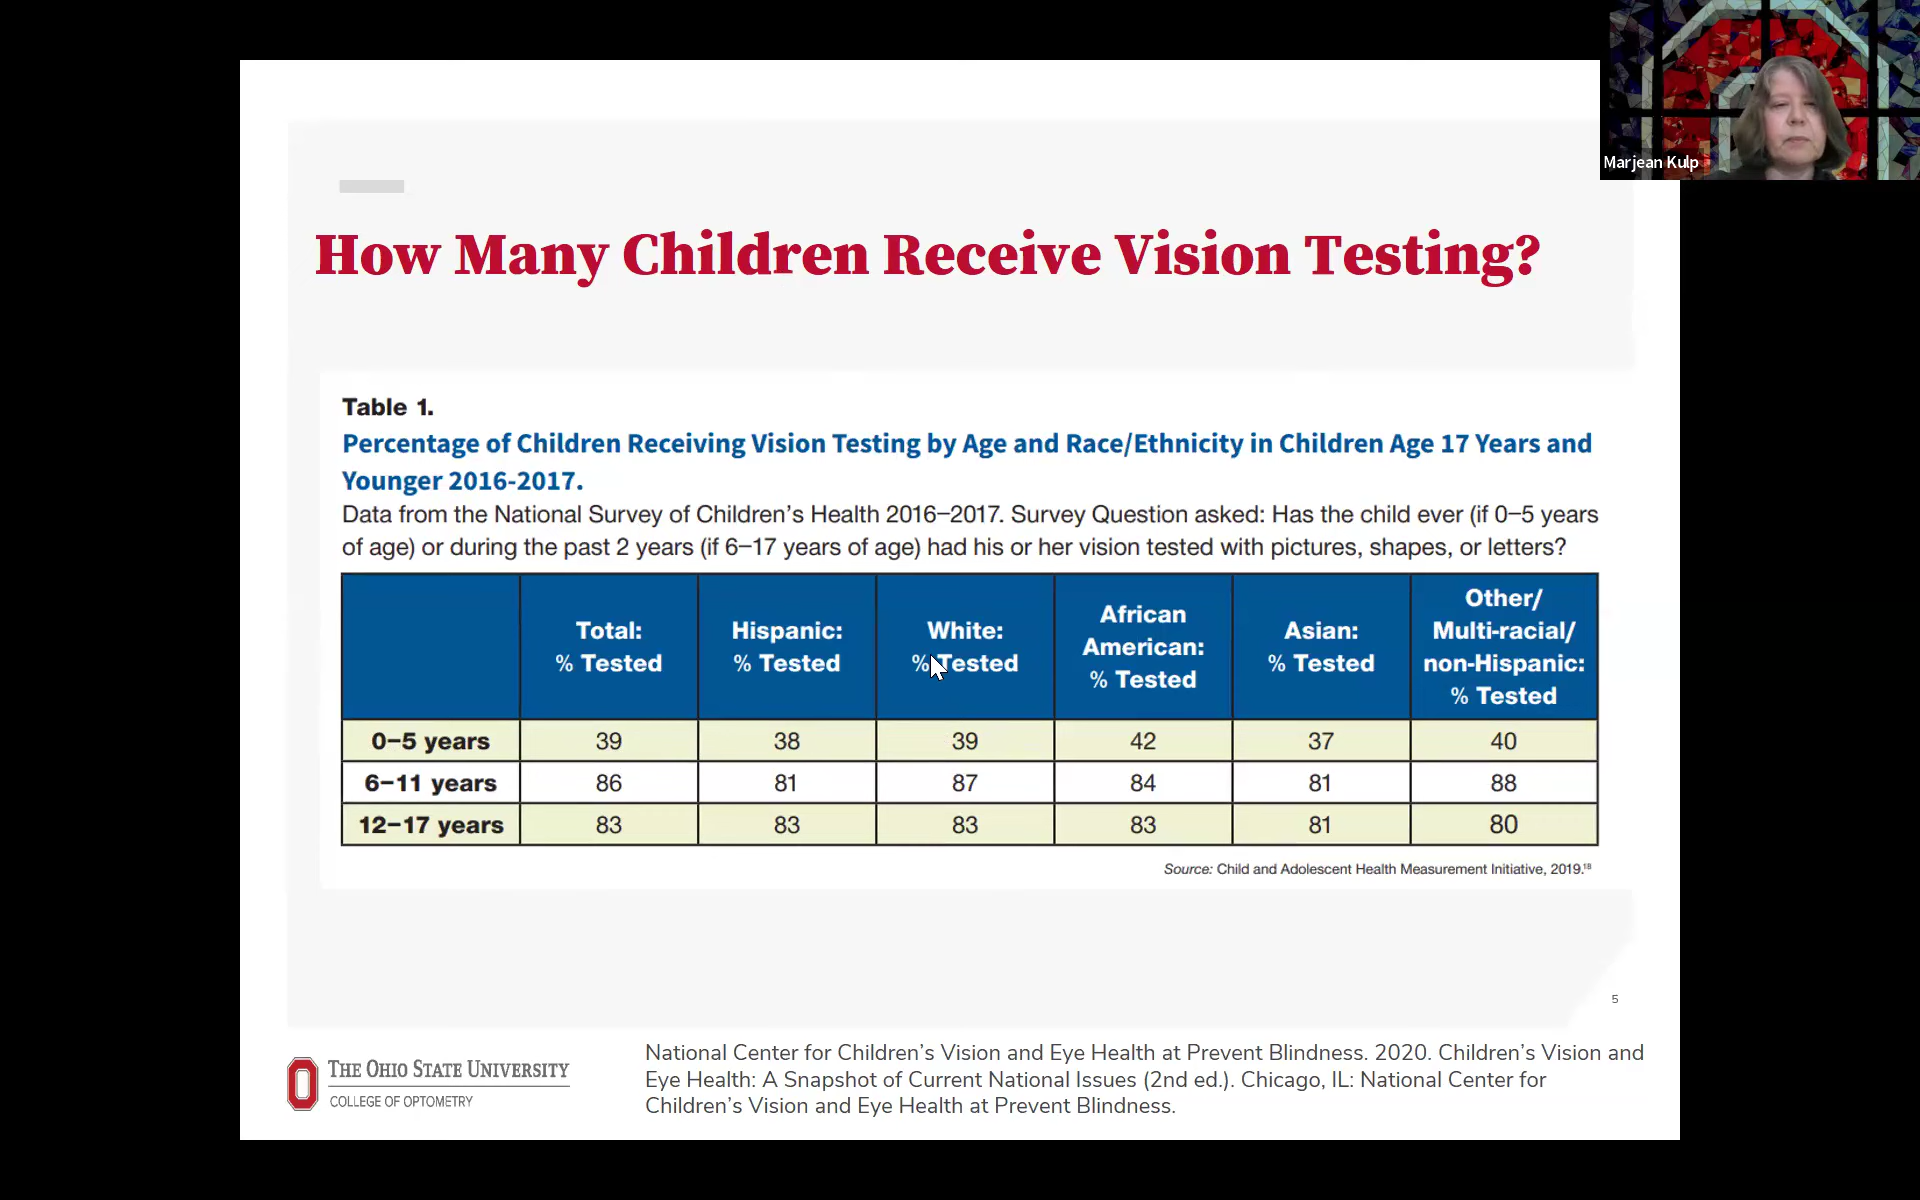 Marjean Kulp
How Many Children Receive Vision Testing?
Table 1.
Percentage of Children Receiving Vision Testing by Age and Race/Ethnicity in Children Age 17 Years and
Younger 2016-2017.
Data from the National Survey of Children's Health 2016–2017. Survey Question asked: Has the child ever (if 0–5 years
of age) or during the past 2 years (if 6–17 years of age) had his or her vision tested with pictures, shapes, or letters?
Total:
% Tested
Hispanic:
% Tested
White:
% Tested
African
American:
% Tested
Asian:
% Tested
Other/
Multi-racial/
non-Hispanic:
% Tested
0–5 years 39 38 39 42 37 40
6–11 years 86 81 87 84 81 88
12–17 years 83 83 83 83 81 80
Source: Child and Adolescent Health Measurement Initiative, 2019.18
5
THE OHIO STATE UNIVERSITY
COLLEGE OF OPTOMETRY
National Center for Children's Vision and Eye Health at Prevent Blindness. 2020. Children's Vision and
Eye Health: A Snapshot of Current National Issues (2nd ed.). Chicago, IL: National Center for
Children's Vision and Eye Health at Prevent Blindness.